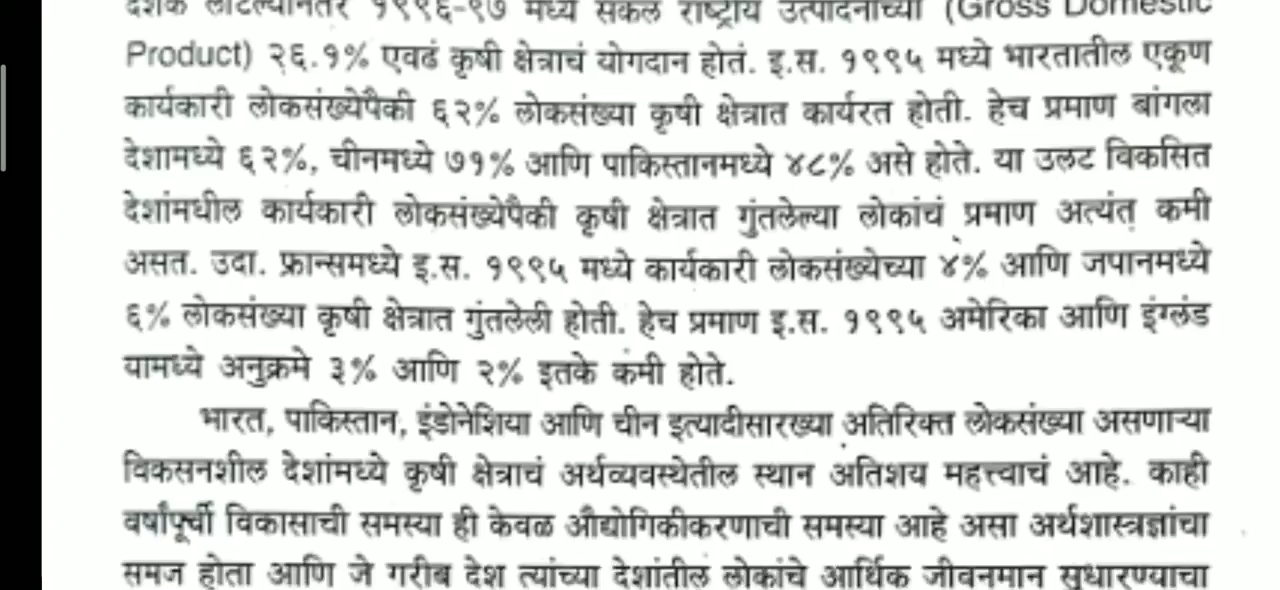 दशक लोटल्यानंतर १९९६-९७ मध्ये सकल राष्ट्रीय उत्पादनाच्या (Gross Domestic
Product) २६.१% एवढं कृषी क्षेत्राचं योगदान होतं. इ.स. १९९५ मध्ये भारतातील एकूण
कार्यकारी लोकसंख्येपैकी ६२% लोकसंख्या कृषी क्षेत्रात कार्यरत होती. हेच प्रमाण बांगला
देशामध्ये ६२%, चीनमध्ये ७१% आणि पाकिस्तानमध्ये ४८% असे होते. या उलट विकसित
देशांमधील कार्यकारी लोकसंख्येपैकी कृषी क्षेत्रात गुंतलेल्या लोकांचं प्रमाण अत्यंत कमी
असत. उदा. फ्रान्समध्ये इ.स. १९९५ मध्ये कार्यकारी लोकसंख्येच्या ४% आणि जपानमध्ये
६% लोकसंख्या कृषी क्षेत्रात गुंतलेली होती. हेच प्रमाण इ.स. १९९५ अमेरिका आणि इंग्लंड
यामध्ये अनुक्रमे ३% आणि २% इतके कमी होते.
भारत, पाकिस्तान, इंडोनेशिया आणि चीन इत्यादीसारख्या अतिरिक्त लोकसंख्या असणाऱ्या
विकसनशील देशांमध्ये कृषी क्षेत्राचं अर्थव्यवस्थेतील स्थान अतिशय महत्त्वाचं आहे. काही
वर्षांपूर्वी विकासाची समस्या ही केवळ औद्योगिकीकरणाची समस्या आहे असा अर्थशास्त्रज्ञांचा
समज होता आणि जे गरीब देश त्यांच्या देशांतील लोकांचे आर्थिक जीवनमान सुधारण्याचा